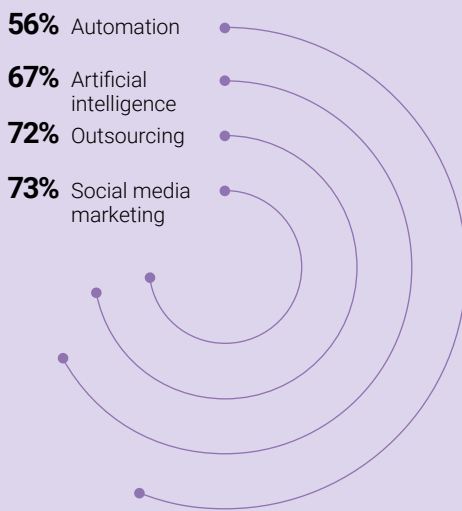 56% Automation
67% Artificial
intelligence
72% Outsourcing
73% Social media
marketing